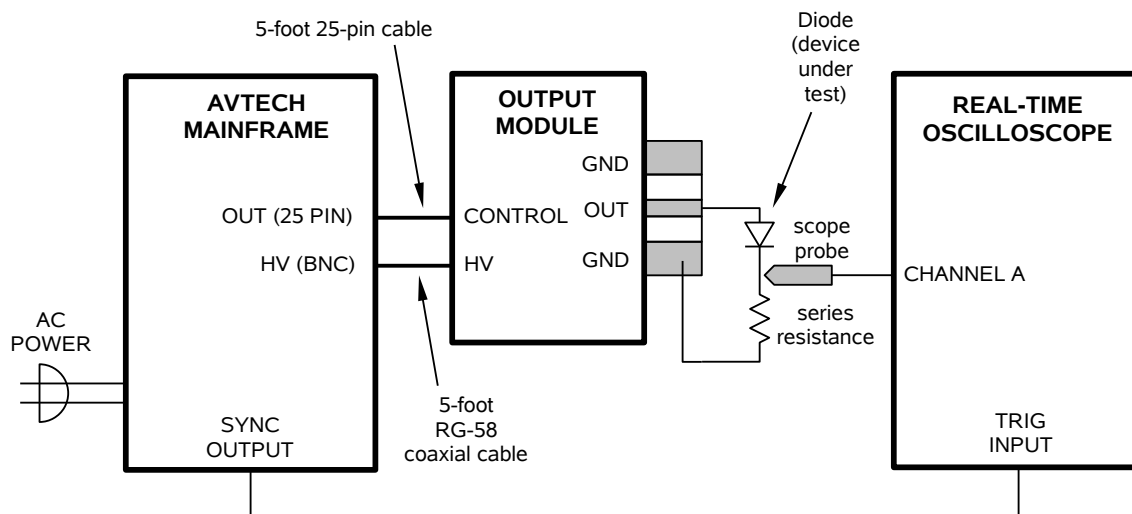 5-foot 25-pin cable
Diode
(device
under
test)
AVTECH
MAINFRAME
OUTPUT
MODULE
REAL-TIME
OSCILLOSCOPE
GND
OUT (25 PIN)
CONTROL
OUT
HV (BNC)
HV
GND
scope
probe
CHANNEL A
series
resistance
AC
POWER
5-foot
RG-58
coaxial cable
SYNC
OUTPUT
TRIG
INPUT